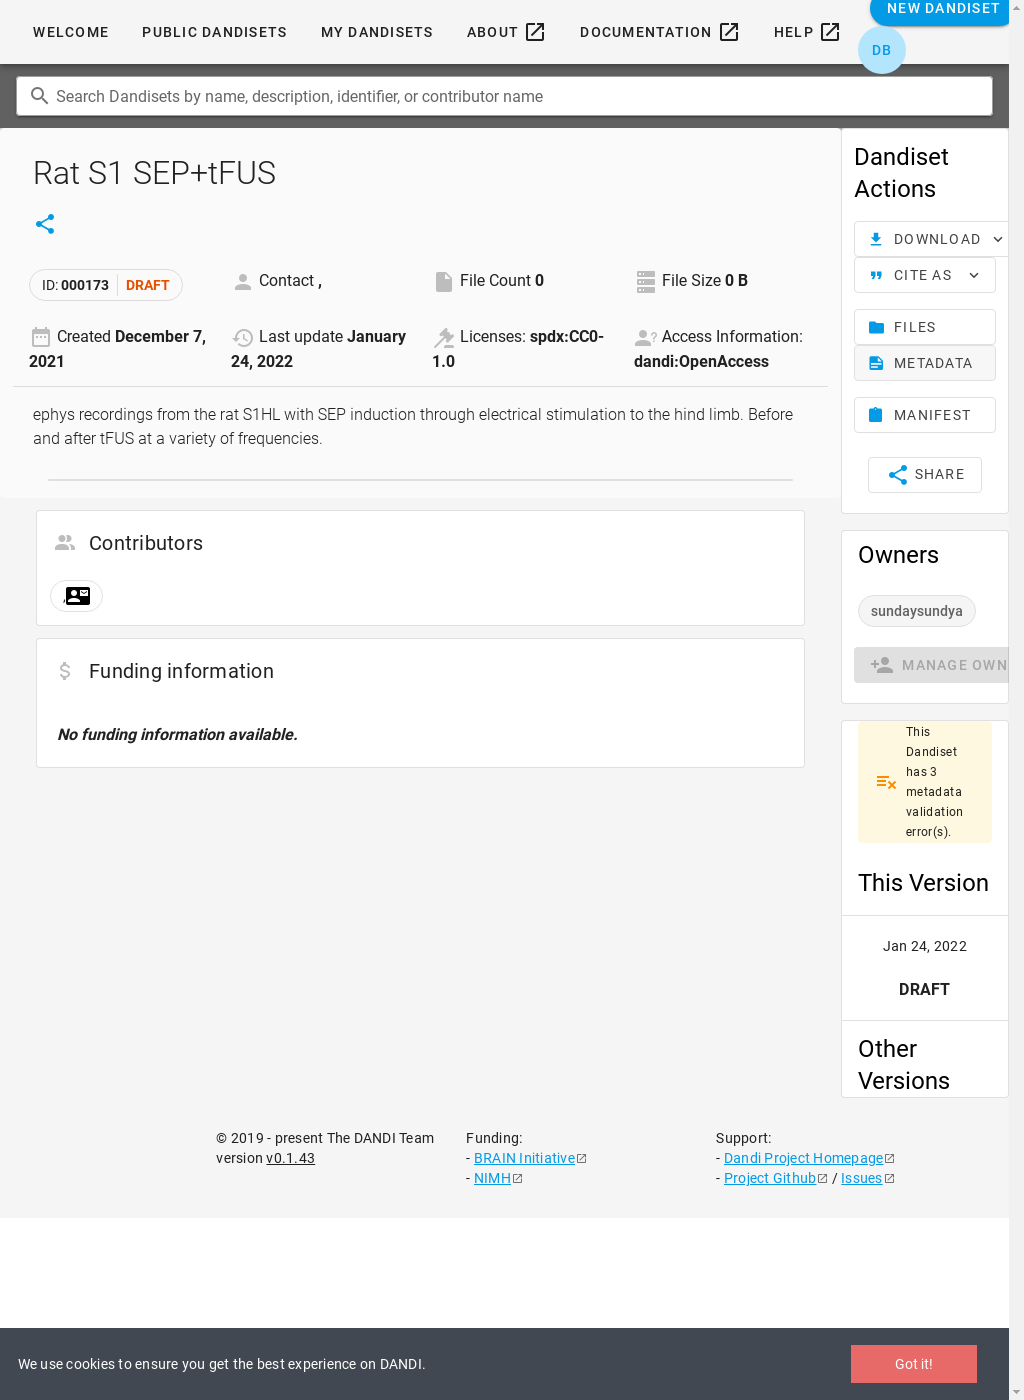 WELCOME
PUBLIC DANDISETS
MY DANDISETS
ABOUT
DOCUMENTATION
HELP
NEW DANDISET
DB
Search Dandisets by name, description, identifier, or contributor name
Rat S1 SEP+tFUS
ID: 000173 DRAFT
Contact ,
File Count 0
File Size 0 B
Created December 7,
2021
Last update January
24, 2022
Licenses: spdx:CC0-
1.0
Access Information:
dandi:OpenAccess
ephys recordings from the rat S1HL with SEP induction through electrical stimulation to the hind limb. Before
and after tFUS at a variety of frequencies.
Contributors
,
Funding information
No funding information available.
Dandiset
Actions
DOWNLOAD
CITE AS
FILES
METADATA
MANIFEST
SHARE
Owners
sundaysundya
MANAGE OWN
This
Dandiset
has 3
metadata
validation
error(s).
This Version
Jan 24, 2022
DRAFT
Other
Versions
© 2019 - present The DANDI Team
version v0.1.43
Funding:
- BRAIN Initiative
- NIMH
Support:
- Dandi Project Homepage
- Project Github / Issues
We use cookies to ensure you get the best experience on DANDI.
Got it!